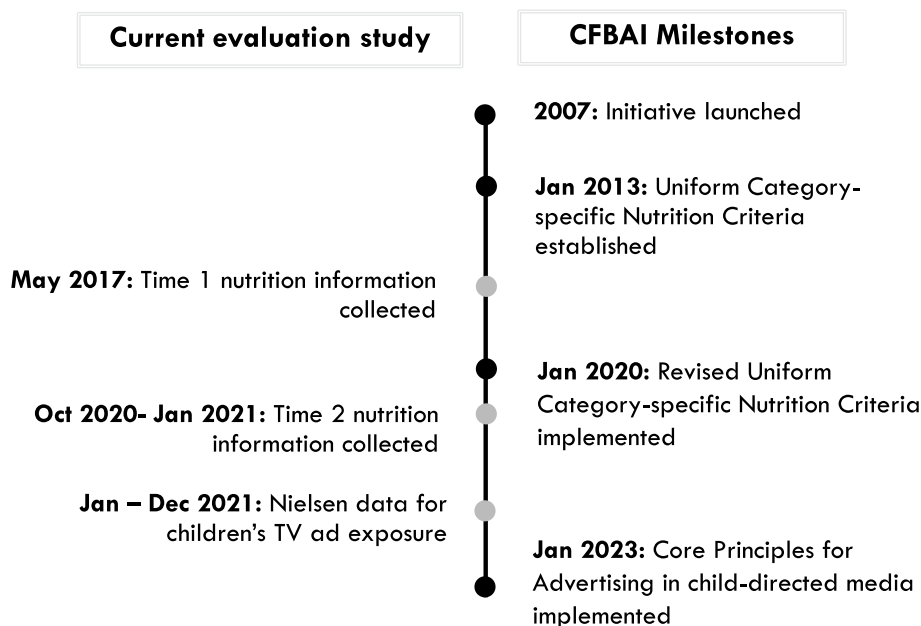 Current evaluation study
CFBAI Milestones
2007: Initiative launched
Jan 2013: Uniform Category-
specific Nutrition Criteria
established
May 2017: Time 1 nutrition information
collected
Jan 2020: Revised Uniform
Category-specific Nutrition Criteria
implemented
Oct 2020- Jan 2021: Time 2 nutrition
information collected
Jan – Dec 2021: Nielsen data for
children’s TV ad exposure
Jan 2023: Core Principles for
Advertising in child-directed media
implemented